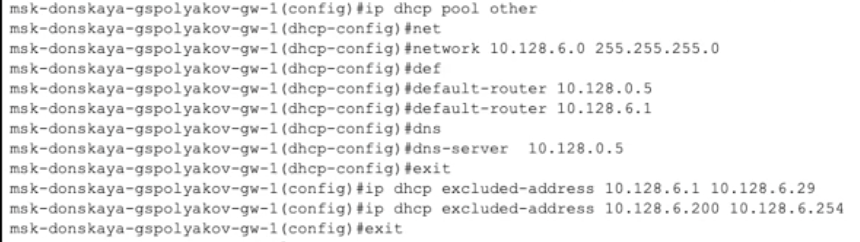 msk-donskaya-gspolyakov-gw-1(config)#ip dhcp pool other
msk-donskaya-gspolyakov-gw-1(dhcp-config)#net
msk-donskaya-gspolyakov-gw-1(dhcp-config)#network 10.128.6.0 255.255.255.0
msk-donskaya-gspolyakov-gw-1(dhcp-config)#def
msk-donskaya-gspolyakov-gw-1(dhcp-config)#default-router 10.128.0.5
msk-donskaya-gspolyakov-gw-1(dhcp-config)#default-router 10.128.6.1
msk-donskaya-gspolyakov-gw-1(dhcp-config)#dns
msk-donskaya-gspolyakov-gw-1(dhcp-config)#dns-server  10.128.0.5
msk-donskaya-gspolyakov-gw-1(dhcp-config)#exit
msk-donskaya-gspolyakov-gw-1(config)#ip dhcp excluded-address 10.128.6.1 10.128.6.29
msk-donskaya-gspolyakov-gw-1(config)#ip dhcp excluded-address 10.128.6.200 10.128.6.254
msk-donskaya-gspolyakov-gw-1(config)#exit